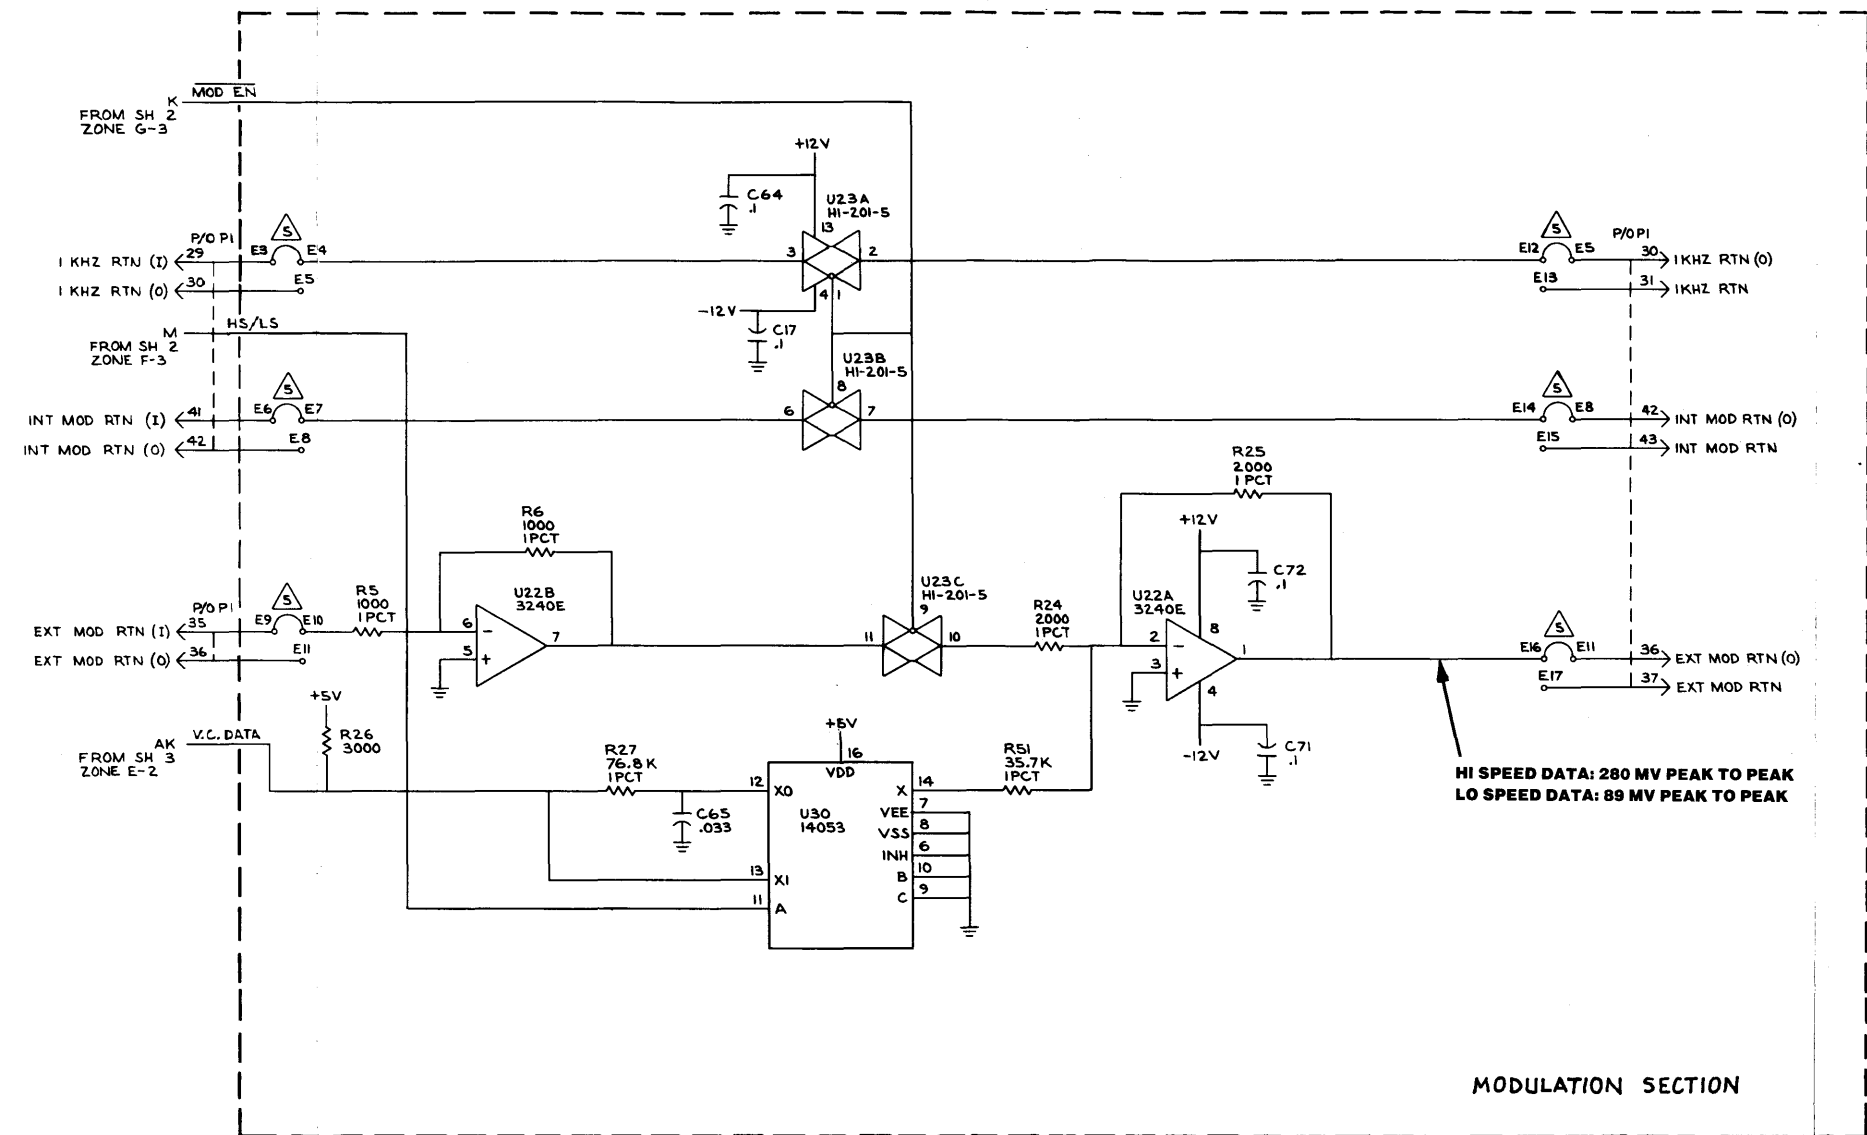 MOD EN
K
FROM SH 2
ZONE G-3
+12V
C64
.1
U23A
HI-201-5
13
P/O P1
29
5
E3 E4
1 KHZ RTN (I)
3
2
5
E12 E5
P/O P1
30
1 KHZ RTN (O)
1 KHZ RTN (O)
30
E5
E13
31
1KHZ RTN
4
1
-12V
C17
.1
HS/LS
M
FROM SH 2
ZONE F-3
U23B
HI-201-5
8
INT MOD RTN (I)
41
5
E6 E7
6
7
5
E14 E8
42
INT MOD RTN (O)
INT MOD RTN (O)
42
E8
E15
43
INT MOD RTN
R25
2000
1 PCT
R6
1000
1PCT
+12V
C72
.1
U22B
3240E
U23C
HI-201-5
9
R24
2000
1PCT
U22A
3240E
8
P/O P1
35
5
E9 E10
R5
1000
1PCT
EXT MOD RTN (I)
6
-
5
+
7
11
10
2
-
3
+
1
4
5
E16 E11
36
EXT MOD RTN (O)
EXT MOD RTN (O)
36
E11
E17
37
EXT MOD RTN
-12V
C71
.1
+5V
R26
3000
V.C. DATA
AK
FROM SH 3
ZONE E-2
R27
76.8K
1PCT
C65
.033
+5V
16
VDD
12
X0
U30
14053
X
14
R51
35.7K
1PCT
VEE
7
VSS
8
INH
6
B
10
C
9
13
X1
11
A
HI SPEED DATA: 280 MV PEAK TO PEAK
LO SPEED DATA: 89 MV PEAK TO PEAK
MODULATION SECTION